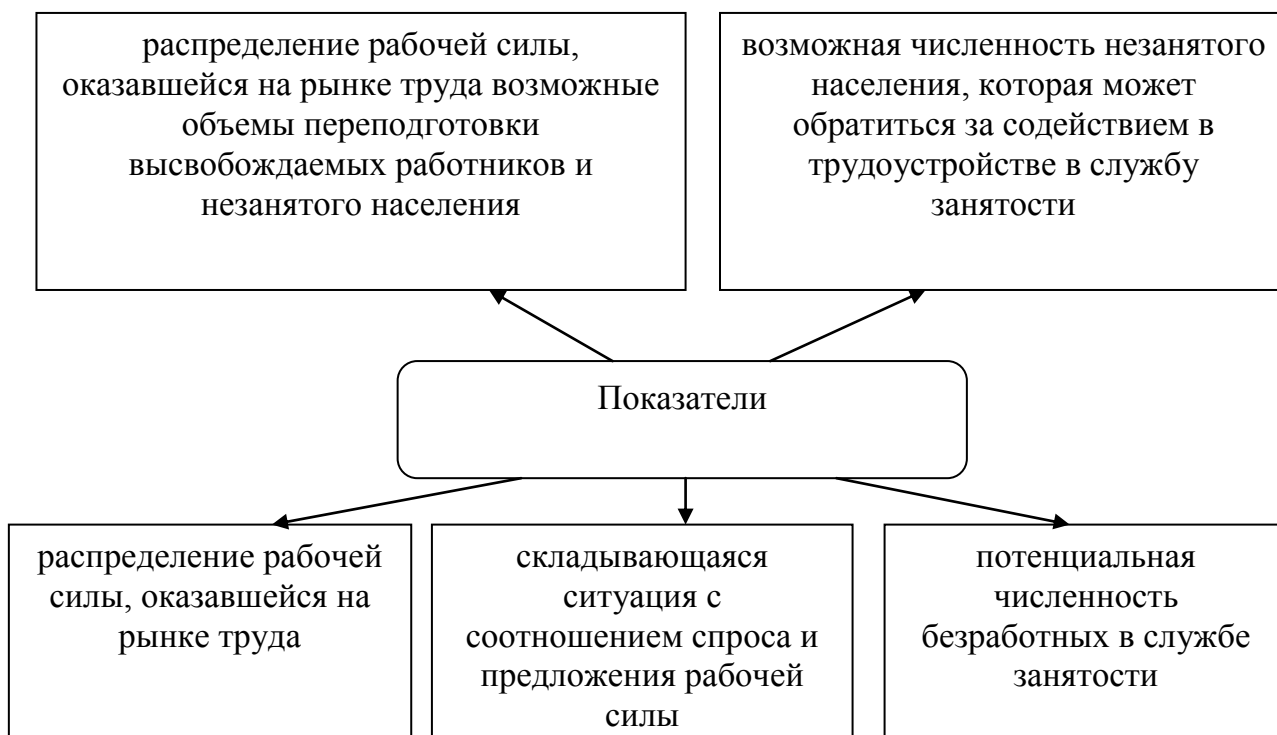 распределение рабочей силы,
оказавшейся на рынке труда возможные
объемы переподготовки
высвобождаемых работников и
незанятого населения
возможная численность незанятого
населения, которая может
обратиться за содействием в
трудоустройстве в службу
занятости
Показатели
распределение рабочей
силы, оказавшейся на
рынке труда
складывающаяся
ситуация с
соотношением спроса и
предложения рабочей
силы
потенциальная
численность
безработных в службе
занятости